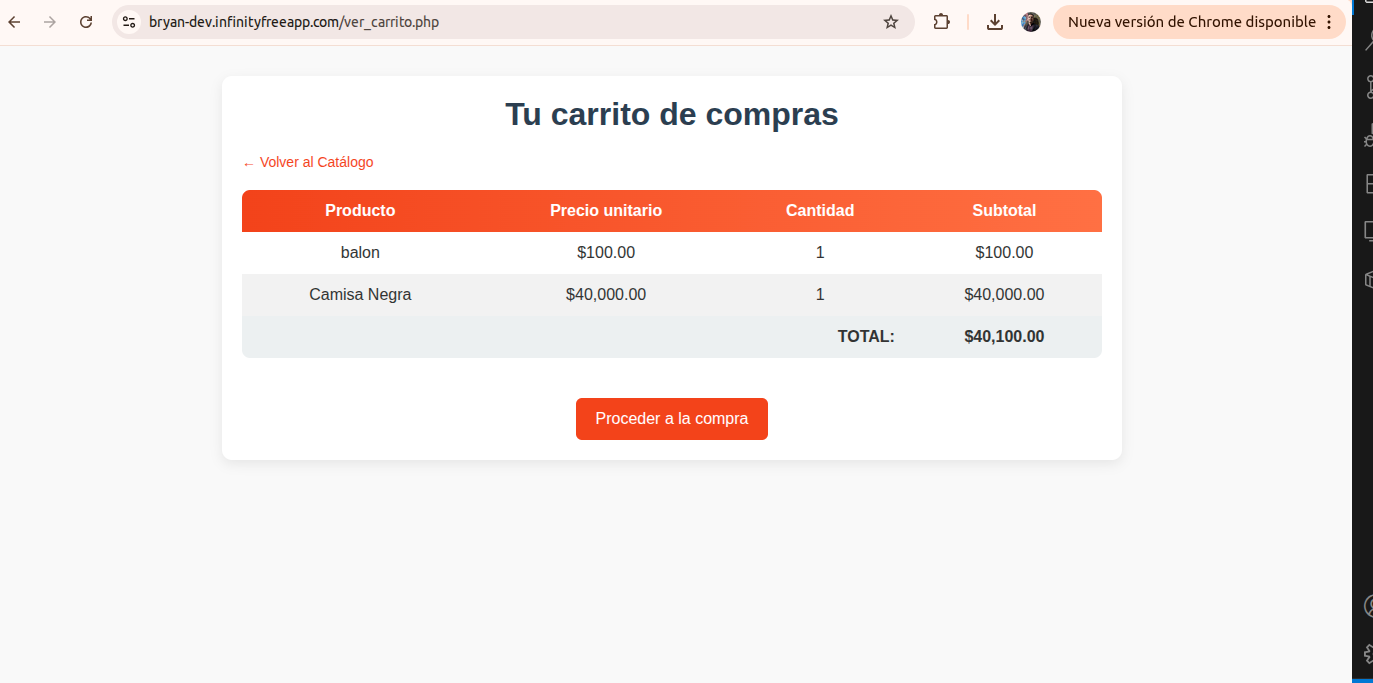 bryan-dev.infinityfreeapp.com/ver_carrito.php
Nueva versión de Chrome disponible
Tu carrito de compras
← Volver al Catálogo
Producto Precio unitario Cantidad Subtotal
balon $100.00 1 $100.00
Camisa Negra $40,000.00 1 $40,000.00
TOTAL: $40,100.00
Proceder a la compra